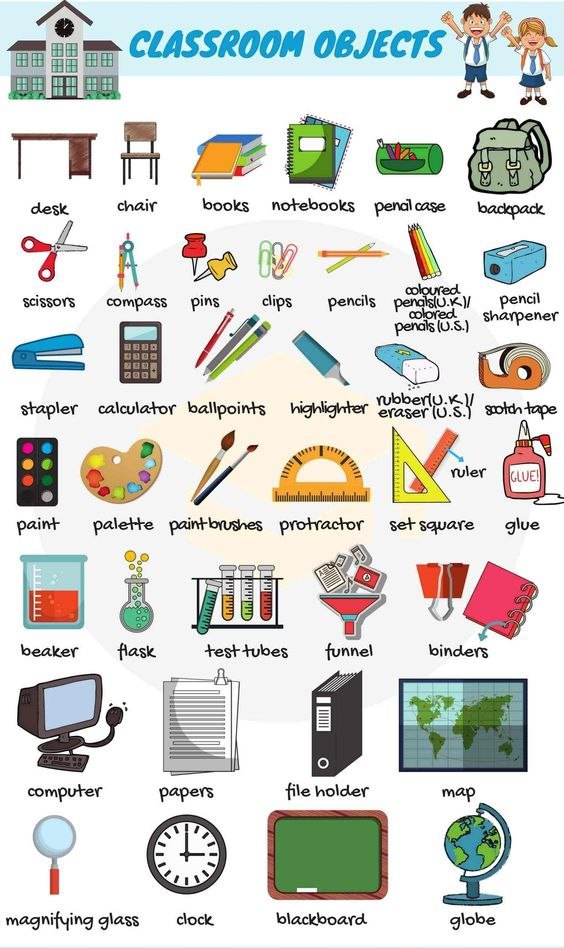 CLASSROOM OBJECTS
desk chair books notebooks pencil case backpack
scissors compass pins clips pencils coloured pencils(U.K.)/ colored pencils (U.S.) pencil sharpener
stapler calculator ballpoints highlighter rubber(U.K.)/ eraser (U.S.) scotch tape
ruler
GLUE!
paint palette paint brushes protractor set square glue
beaker flask test tubes funnel binders
computer papers file holder map
magnifying glass clock blackboard globe